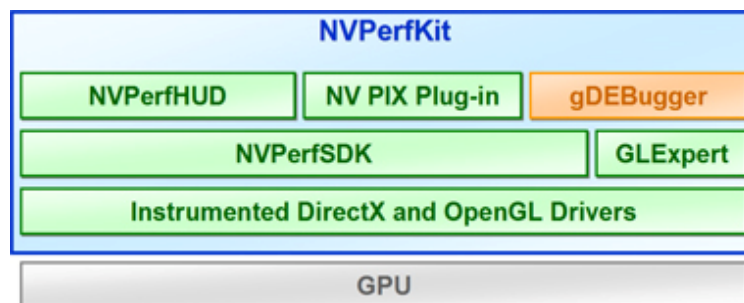 NVPerfKit
NVPerfHUD NV PIX Plug-in gDEBugger
NVPerfSDK GLExpert
Instrumented DirectX and OpenGL Drivers
GPU